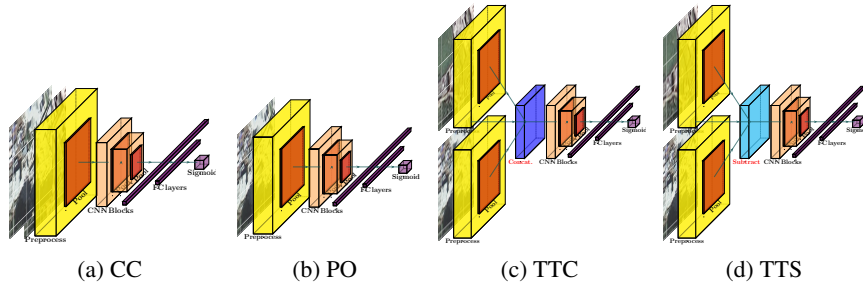 Preprocess
Pool
CNN Blocks
FC layers
Sigmoid
(a) CC
Preprocess
CNN Blocks
FC layers
Sigmoid
(b) PO
Preprocess
Pool
Concat.
CNN Blocks
FC layers
Sigmoid
Preprocess
(c) TTC
Preprocess
Pool
Subtract
CNN Blocks
FC layers
Sigmoid
Preprocess
(d) TTS